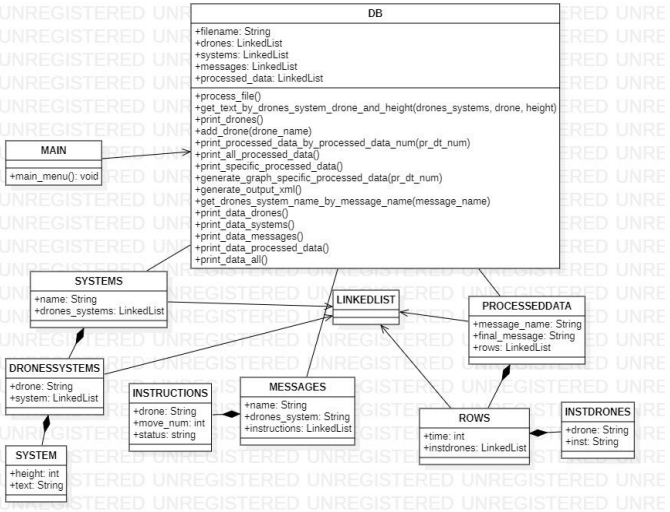 DB
+filename: String
+drones: LinkedList
+systems: LinkedList
+messages: LinkedList
+processed_data: LinkedList
+process_file()
+get_text_by_drones_system_drone_and_height(drones_systems, drone, height)
+print_drones()
+add_drone(drone_name)
+print_processed_data_by_processed_data_num(pr_dt_num)
+print_all_processed_data()
+print_specific_processed_data()
+generate_graph_specific_processed_data(pr_dt_num)
+generate_output_xml()
+get_drones_system_name_by_message_name(message_name)
+print_data_drones()
+print_data_systems()
+print_data_messages()
+print_data_processed_data()
+print_data_all()
MAIN
+main_menu(): void
SYSTEMS
+name: String
+drones_systems: LinkedList
LINKEDLIST
PROCESSEDDATA
+message_name: String
+final_message: String
+rows: LinkedList
DRONESSYSTEMS
+drone: String
+system: LinkedList
INSTRUCTIONS
+drone: String
+move_num: int
+status: string
MESSAGES
+name: String
+drones_system: String
+instructions: LinkedList
ROWS
+time: int
+instdrones: LinkedList
INSTDRONES
+drone: String
+inst: String
SYSTEM
+height: int
+text: String
UNREGISTERED